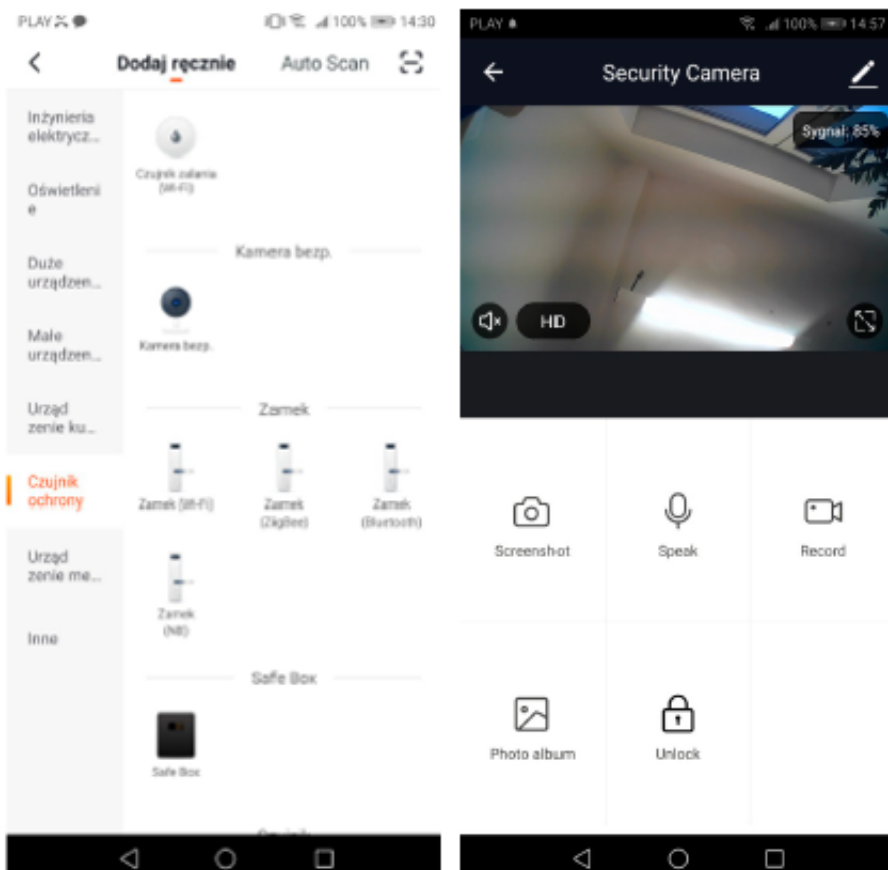 PLAY
100%
14:30
Dodaj ręcznie
Auto Scan
Inżynieria
elektrycz...
Oświetleni
e
Duże
urządzen...
Małe
urządzen...
Urząd
zenie ku...
Czujnik
ochrony
Urząd
zenie me...
Inne
Czujnik zalania
(Wi-Fi)
Kamera bezp.
Kamera bezp.
Zamek
Zamek (Wi-Fi)
Zamek
(ZigBee)
Zamek
(Bluetooth)
Zamek
(NB)
Safe Box
Safe Box
PLAY
100%
14:57
Security Camera
Sygnał: 85%
HD
Screenshot
Speak
Record
Photo album
Unlock